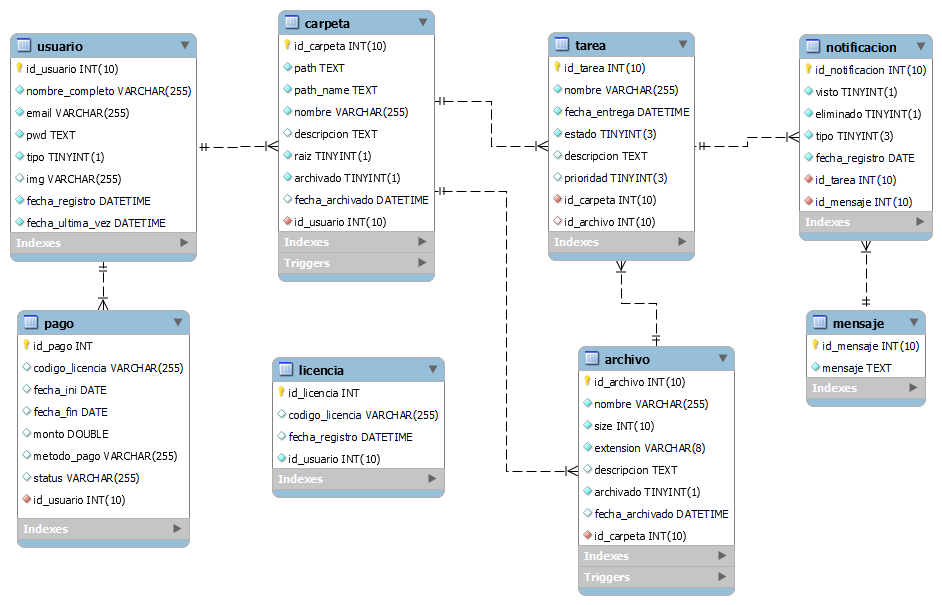 usuario
id_usuario INT(10)
nombre_completo VARCHAR(255)
email VARCHAR(255)
pwd TEXT
tipo TINYINT(1)
img VARCHAR(255)
fecha_registro DATETIME
fecha_ultima_vez DATETIME
Indexes
carpeta
id_carpeta INT(10)
path TEXT
path_name TEXT
nombre VARCHAR(255)
descripcion TEXT
raiz TINYINT(1)
archivado TINYINT(1)
fecha_archivado DATETIME
id_usuario INT(10)
Indexes
Triggers
tarea
id_tarea INT(10)
nombre VARCHAR(255)
fecha_entrega DATETIME
estado TINYINT(3)
descripcion TEXT
prioridad TINYINT(3)
id_carpeta INT(10)
id_archivo INT(10)
Indexes
notificacion
id_notificacion INT(10)
visto TINYINT(1)
eliminado TINYINT(1)
tipo TINYINT(3)
fecha_registro DATE
id_tarea INT(10)
id_mensaje INT(10)
Indexes
pago
id_pago INT
codigo_licencia VARCHAR(255)
fecha_ini DATE
fecha_fin DATE
monto DOUBLE
metodo_pago VARCHAR(255)
status VARCHAR(255)
id_usuario INT(10)
Indexes
licencia
id_licencia INT
codigo_licencia VARCHAR(255)
fecha_registro DATETIME
id_usuario INT(10)
Indexes
archivo
id_archivo INT(10)
nombre VARCHAR(255)
size INT(10)
extension VARCHAR(8)
descripcion TEXT
archivado TINYINT(1)
fecha_archivado DATETIME
id_carpeta INT(10)
Indexes
Triggers
mensaje
id_mensaje INT(10)
mensaje TEXT
Indexes